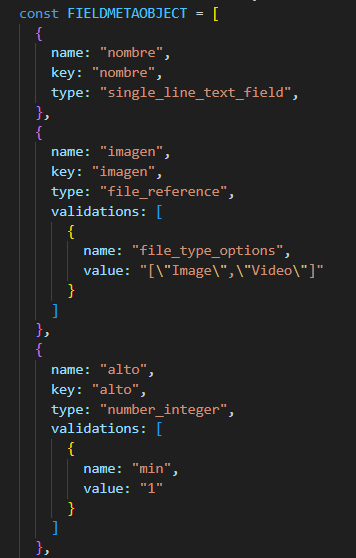 const FIELDMETAOBJECT = [
{
name: "nombre",
key: "nombre",
type: "single_line_text_field",
},
{
name: "imagen",
key: "imagen",
type: "file_reference",
validations: [
{
name: "file_type_options",
value: "[\"Image\",\"Video\"]"
}
]
},
{
name: "alto",
key: "alto",
type: "number_integer",
validations: [
{
name: "min",
value: "1"
}
]
},